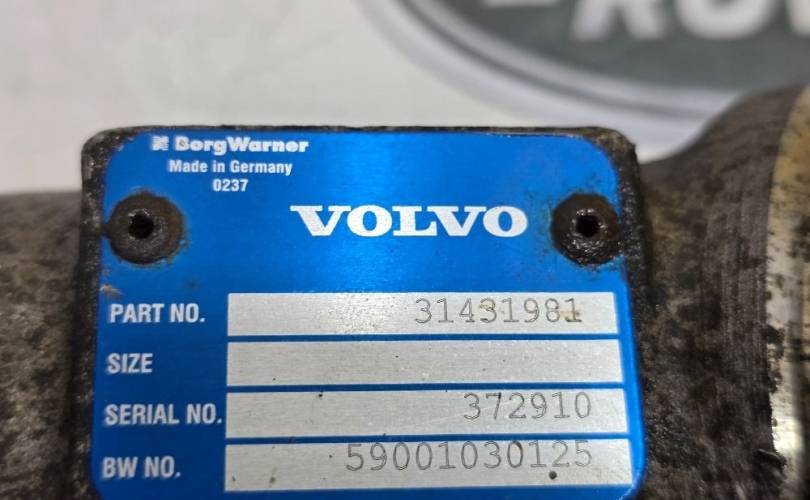 BorgWarner
Made in Germany
0237
VOLVO
PART NO. 31431981
SIZE
SERIAL NO. 372910
BW NO. 59001030125